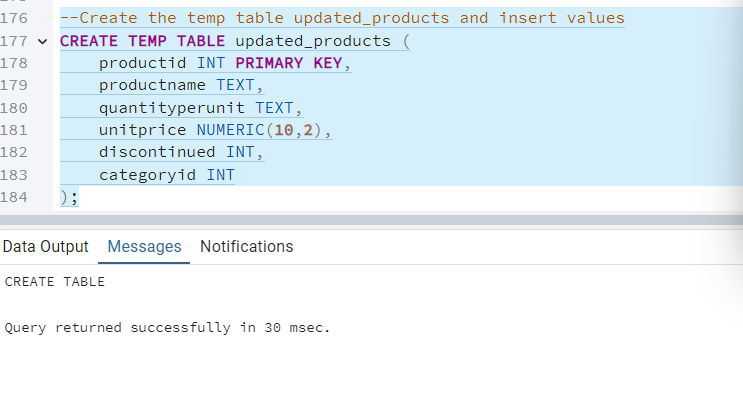 176 --Create the temp table updated_products and insert values
177 CREATE TEMP TABLE updated_products (
178 productid INT PRIMARY KEY,
179 productname TEXT,
180 quantityperunit TEXT,
181 unitprice NUMERIC(10,2),
182 discontinued INT,
183 categoryid INT
184 );
Data Output Messages Notifications
CREATE TABLE
Query returned successfully in 30 msec.